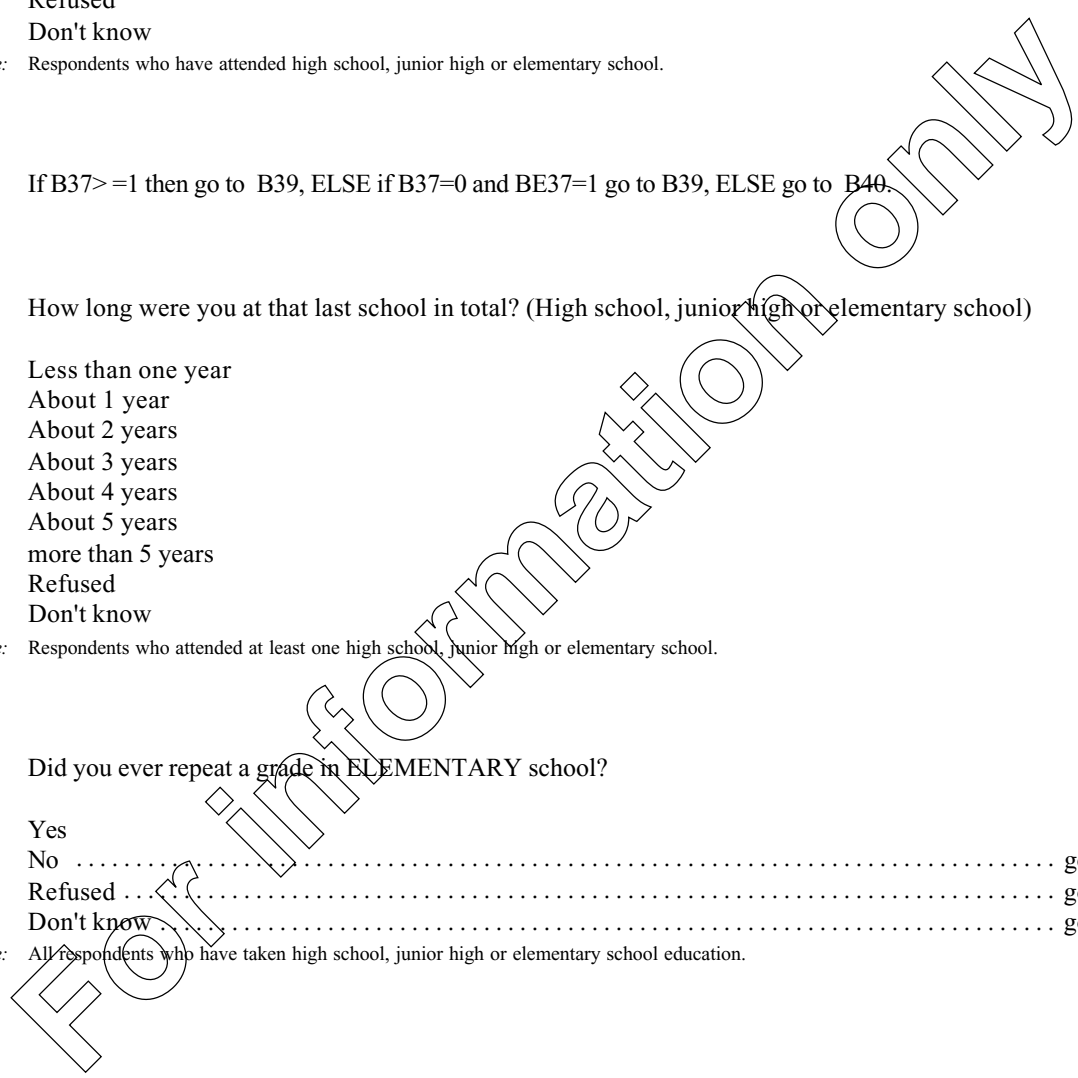 Refused
Don't know
e: Respondents who have attended high school, junior high or elementary school.
If B37> =1 then go to B39, ELSE if B37=0 and BE37=1 go to B39, ELSE go to B40.
How long were you at that last school in total? (High school, junior high or elementary school)
Less than one year
About 1 year
About 2 years
About 3 years
About 4 years
About 5 years
more than 5 years
Refused
Don't know
e: Respondents who attended at least one high school, junior high or elementary school.
Did you ever repeat a grade in ELEMENTARY school?
Yes
No ........................................................................................ g
Refused ................................................................................ g
Don't know ............................................................................ g
e: All respondents who have taken high school, junior high or elementary school education.
For information only